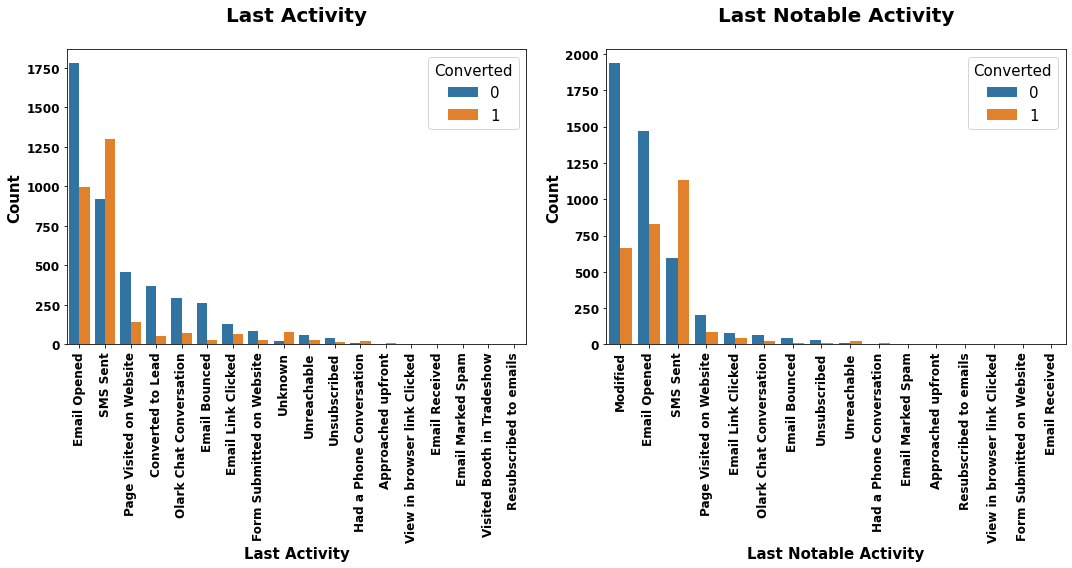 Last Activity
Converted
0
1
1750
1500
1250
1000
750
500
250
0
Count
Email Opened
SMS Sent
Page Visited on Website
Converted to Lead
Olark Chat Conversation
Email Bounced
Email Link Clicked
Form Submitted on Website
Unknown
Unreachable
Unsubscribed
Had a Phone Conversation
Approached upfront
View in browser link Clicked
Email Received
Email Marked Spam
Visited Booth in Tradeshow
Resubscribed to emails
Last Activity
Last Notable Activity
Converted
0
1
2000
1750
1500
1250
1000
750
500
250
0
Count
Modified
Email Opened
SMS Sent
Page Visited on Website
Email Link Clicked
Olark Chat Conversation
Email Bounced
Unsubscribed
Unreachable
Had a Phone Conversation
Email Marked Spam
Approached upfront
Resubscribed to emails
View in browser link Clicked
Form Submitted on Website
Email Received
Last Notable Activity